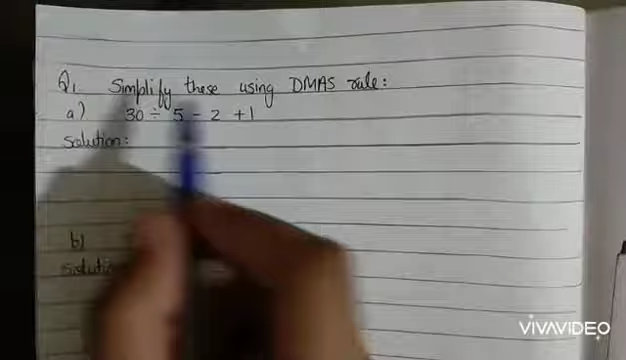 Q1 Simplify these using DMAS rule:
a) 30 ÷ 5 - 2 + 1
Solution:
b)
VIVAVIDEO